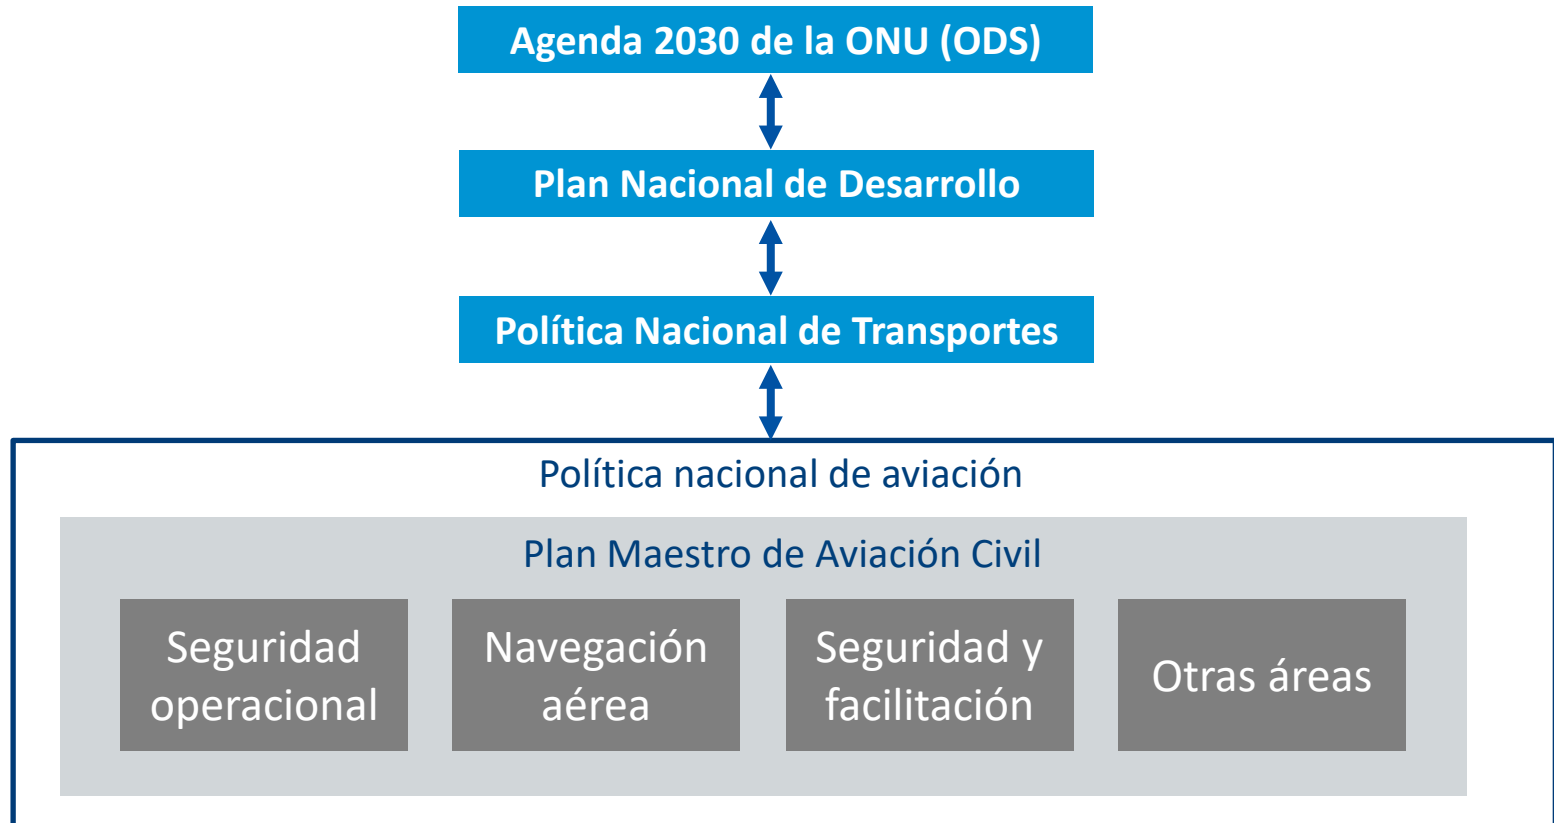 Agenda 2030 de la ONU (ODS)
Plan Nacional de Desarrollo
Política Nacional de Transportes
Política nacional de aviación
Plan Maestro de Aviación Civil
Seguridad
operacional
Navegación
aérea
Seguridad y
facilitación
Otras áreas